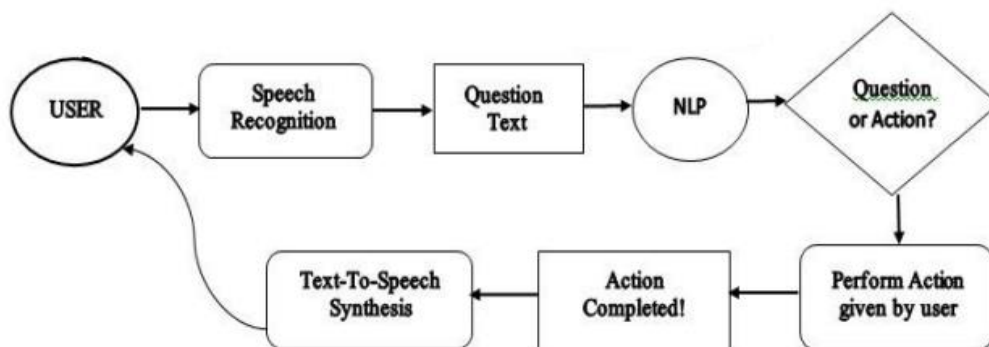 USER
Speech
Recognition
Question
Text
NLP
Question
or Action?
Perform Action
given by user
Action
Completed!
Text-To-Speech
Synthesis